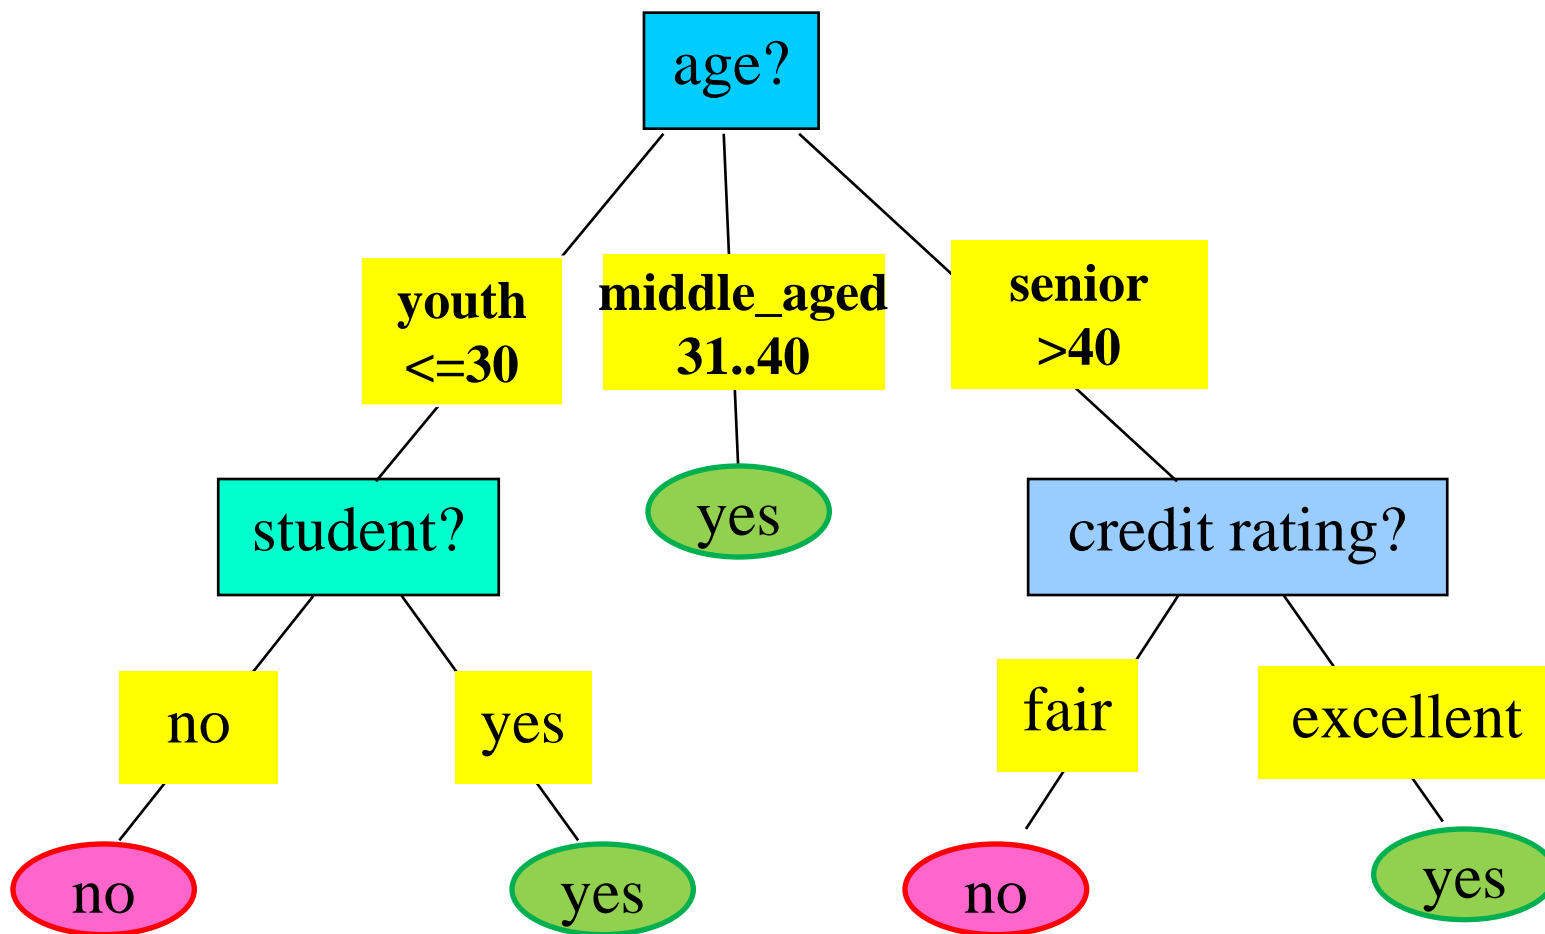 age?
youth
<=30
middle_aged
31..40
senior
>40
student?
yes
credit rating?
no
yes
fair
excellent
no
yes
no
yes